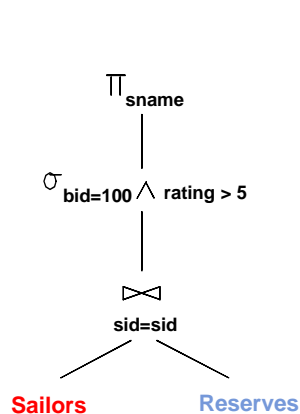 ∏ sname
σ bid=100 ∧ rating > 5
⋈
sid=sid
Sailors Reserves